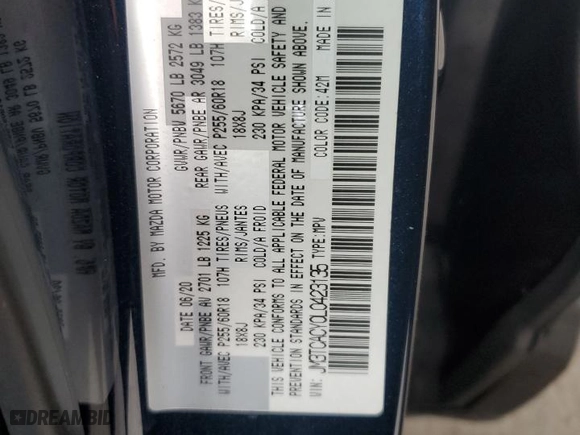 MFD. BY MAZDA MOTOR CORPORATION
DATE 06/20 GVWR/PNBV 5670 LB 2572 KG
FRONT GAWR/PNBE AV 2701 LB 1225 KG REAR GAWR/PNBE AR 3049 LB 1383 K
WITH/AVEC P255/60R18 107H TIRES/PNEUS WITH/AVEC P255/60R18 107H TIRES/
18X8J RIMS/JANTES 18X8J RIMS/J
230 KPA/34 PSI COLD/A FROID 230 KPA/34 PSI COLD/A
THIS VEHICLE CONFORMS TO ALL APPLICABLE FEDERAL MOTOR VEHICLE SAFETY AND
PREVENTION STANDARDS IN EFFECT ON THE DATE OF MANUFACTURE SHOWN ABOVE.
VIN: JM3TCACY0L0423135 TYPE:MPV COLOR CODE:42M MADE IN
DREAMBID